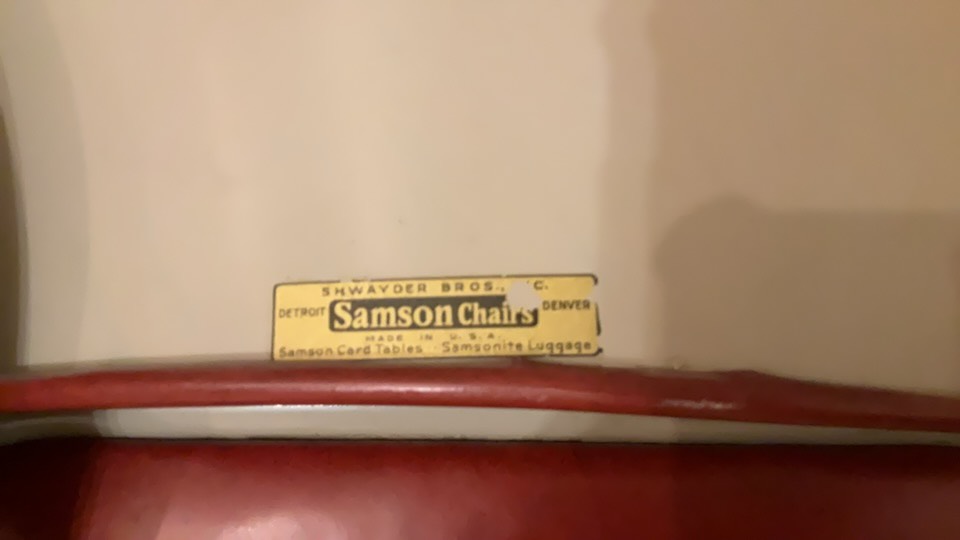 SHWAYDER BROS., C.
DETROIT Samson Chairs DENVER
MADE IN U.S.A.
Samson Card Tables · Samsonite Luggage